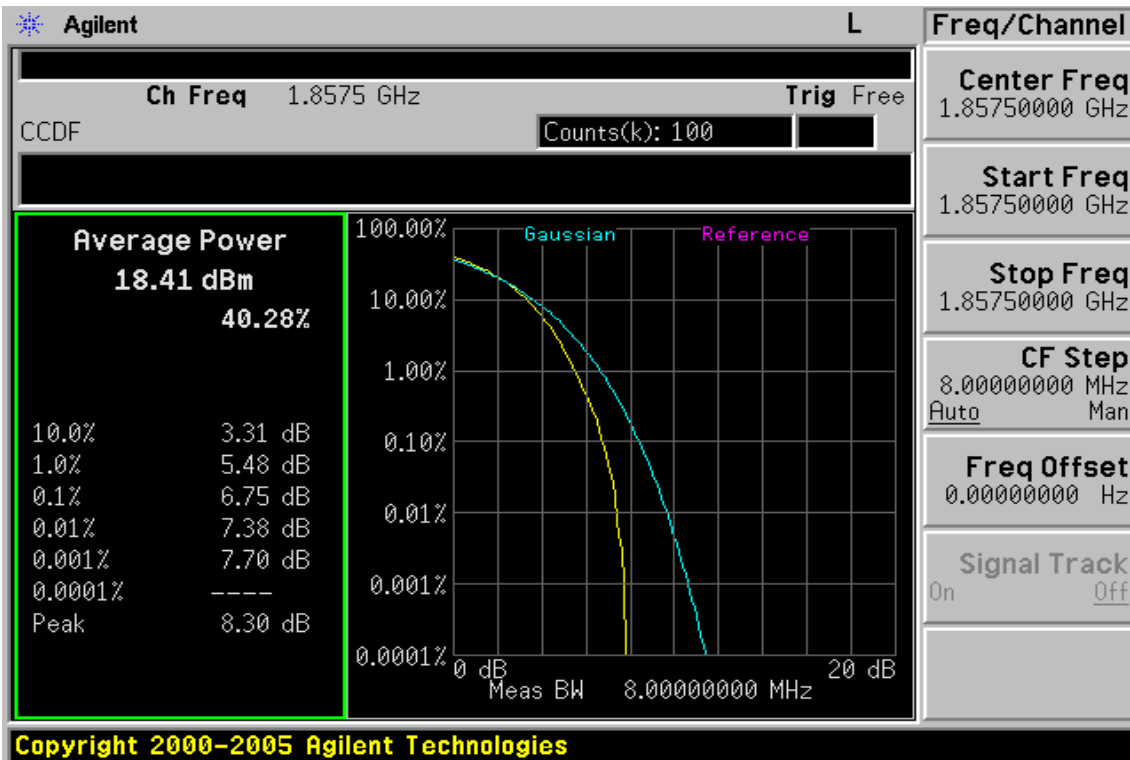 Agilent L
Ch Freq 1.8575 GHz Trig Free
CCDF Counts(k): 100
Average Power
18.41 dBm
40.28%
10.0% 3.31 dB
1.0% 5.48 dB
0.1% 6.75 dB
0.01% 7.38 dB
0.001% 7.70 dB
0.0001% ----
Peak 8.30 dB
Gaussian Reference
100.00%
10.00%
1.00%
0.10%
0.01%
0.001%
0.0001%
0 dB 20 dB
Meas BW 8.00000000 MHz
Freq/Channel
Center Freq
1.85750000 GHz
Start Freq
1.85750000 GHz
Stop Freq
1.85750000 GHz
CF Step
8.00000000 MHz
Auto Man
Freq Offset
0.00000000 Hz
Signal Track
On Off
Copyright 2000-2005 Agilent Technologies